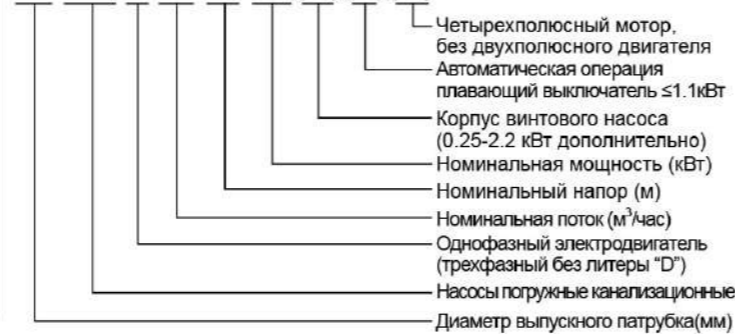 Четырехполюсный мотор,
без двухполюсного двигателя
Автоматическая операция
плавающий выключатель ≤1.1кВт
Корпус винтового насоса
(0.25-2.2 кВт дополнительно)
Номинальная мощность (кВт)
Номинальный напор (м)
Номинальная поток (м³/час)
Однофазный электродвигатель
(трехфазный без литеры “D”)
Насосы погружные канализационные
Диаметр выпускного патрубка(мм)